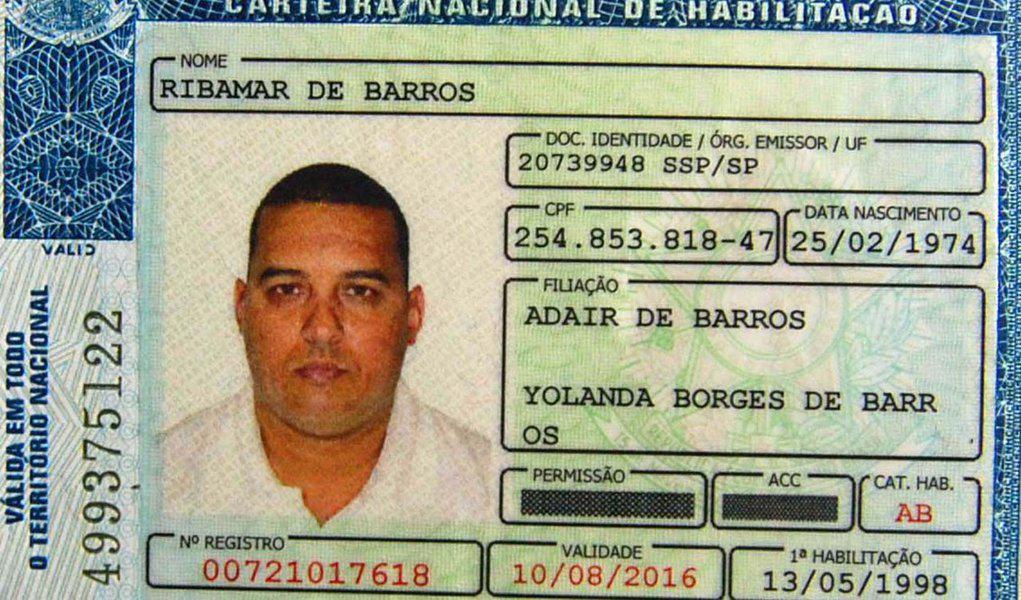 CARTEIRA NACIONAL DE HABILITAÇÃO
NOME
RIBAMAR DE BARROS
DOC. IDENTIDADE / ÓRG. EMISSOR / UF
20739948 SSP/SP
CPF
254.853.818-47
DATA NASCIMENTO
25/02/1974
FILIAÇÃO
ADAIR DE BARROS
YOLANDA BORGES DE BARR
OS
PERMISSÃO
ACC
CAT. HAB.
AB
Nº REGISTRO
00721017618
VALIDADE
10/08/2016
1ª HABILITAÇÃO
13/05/1998
VÁLIDA EM TODO
O TERRITÓRIO NACIONAL
499375122